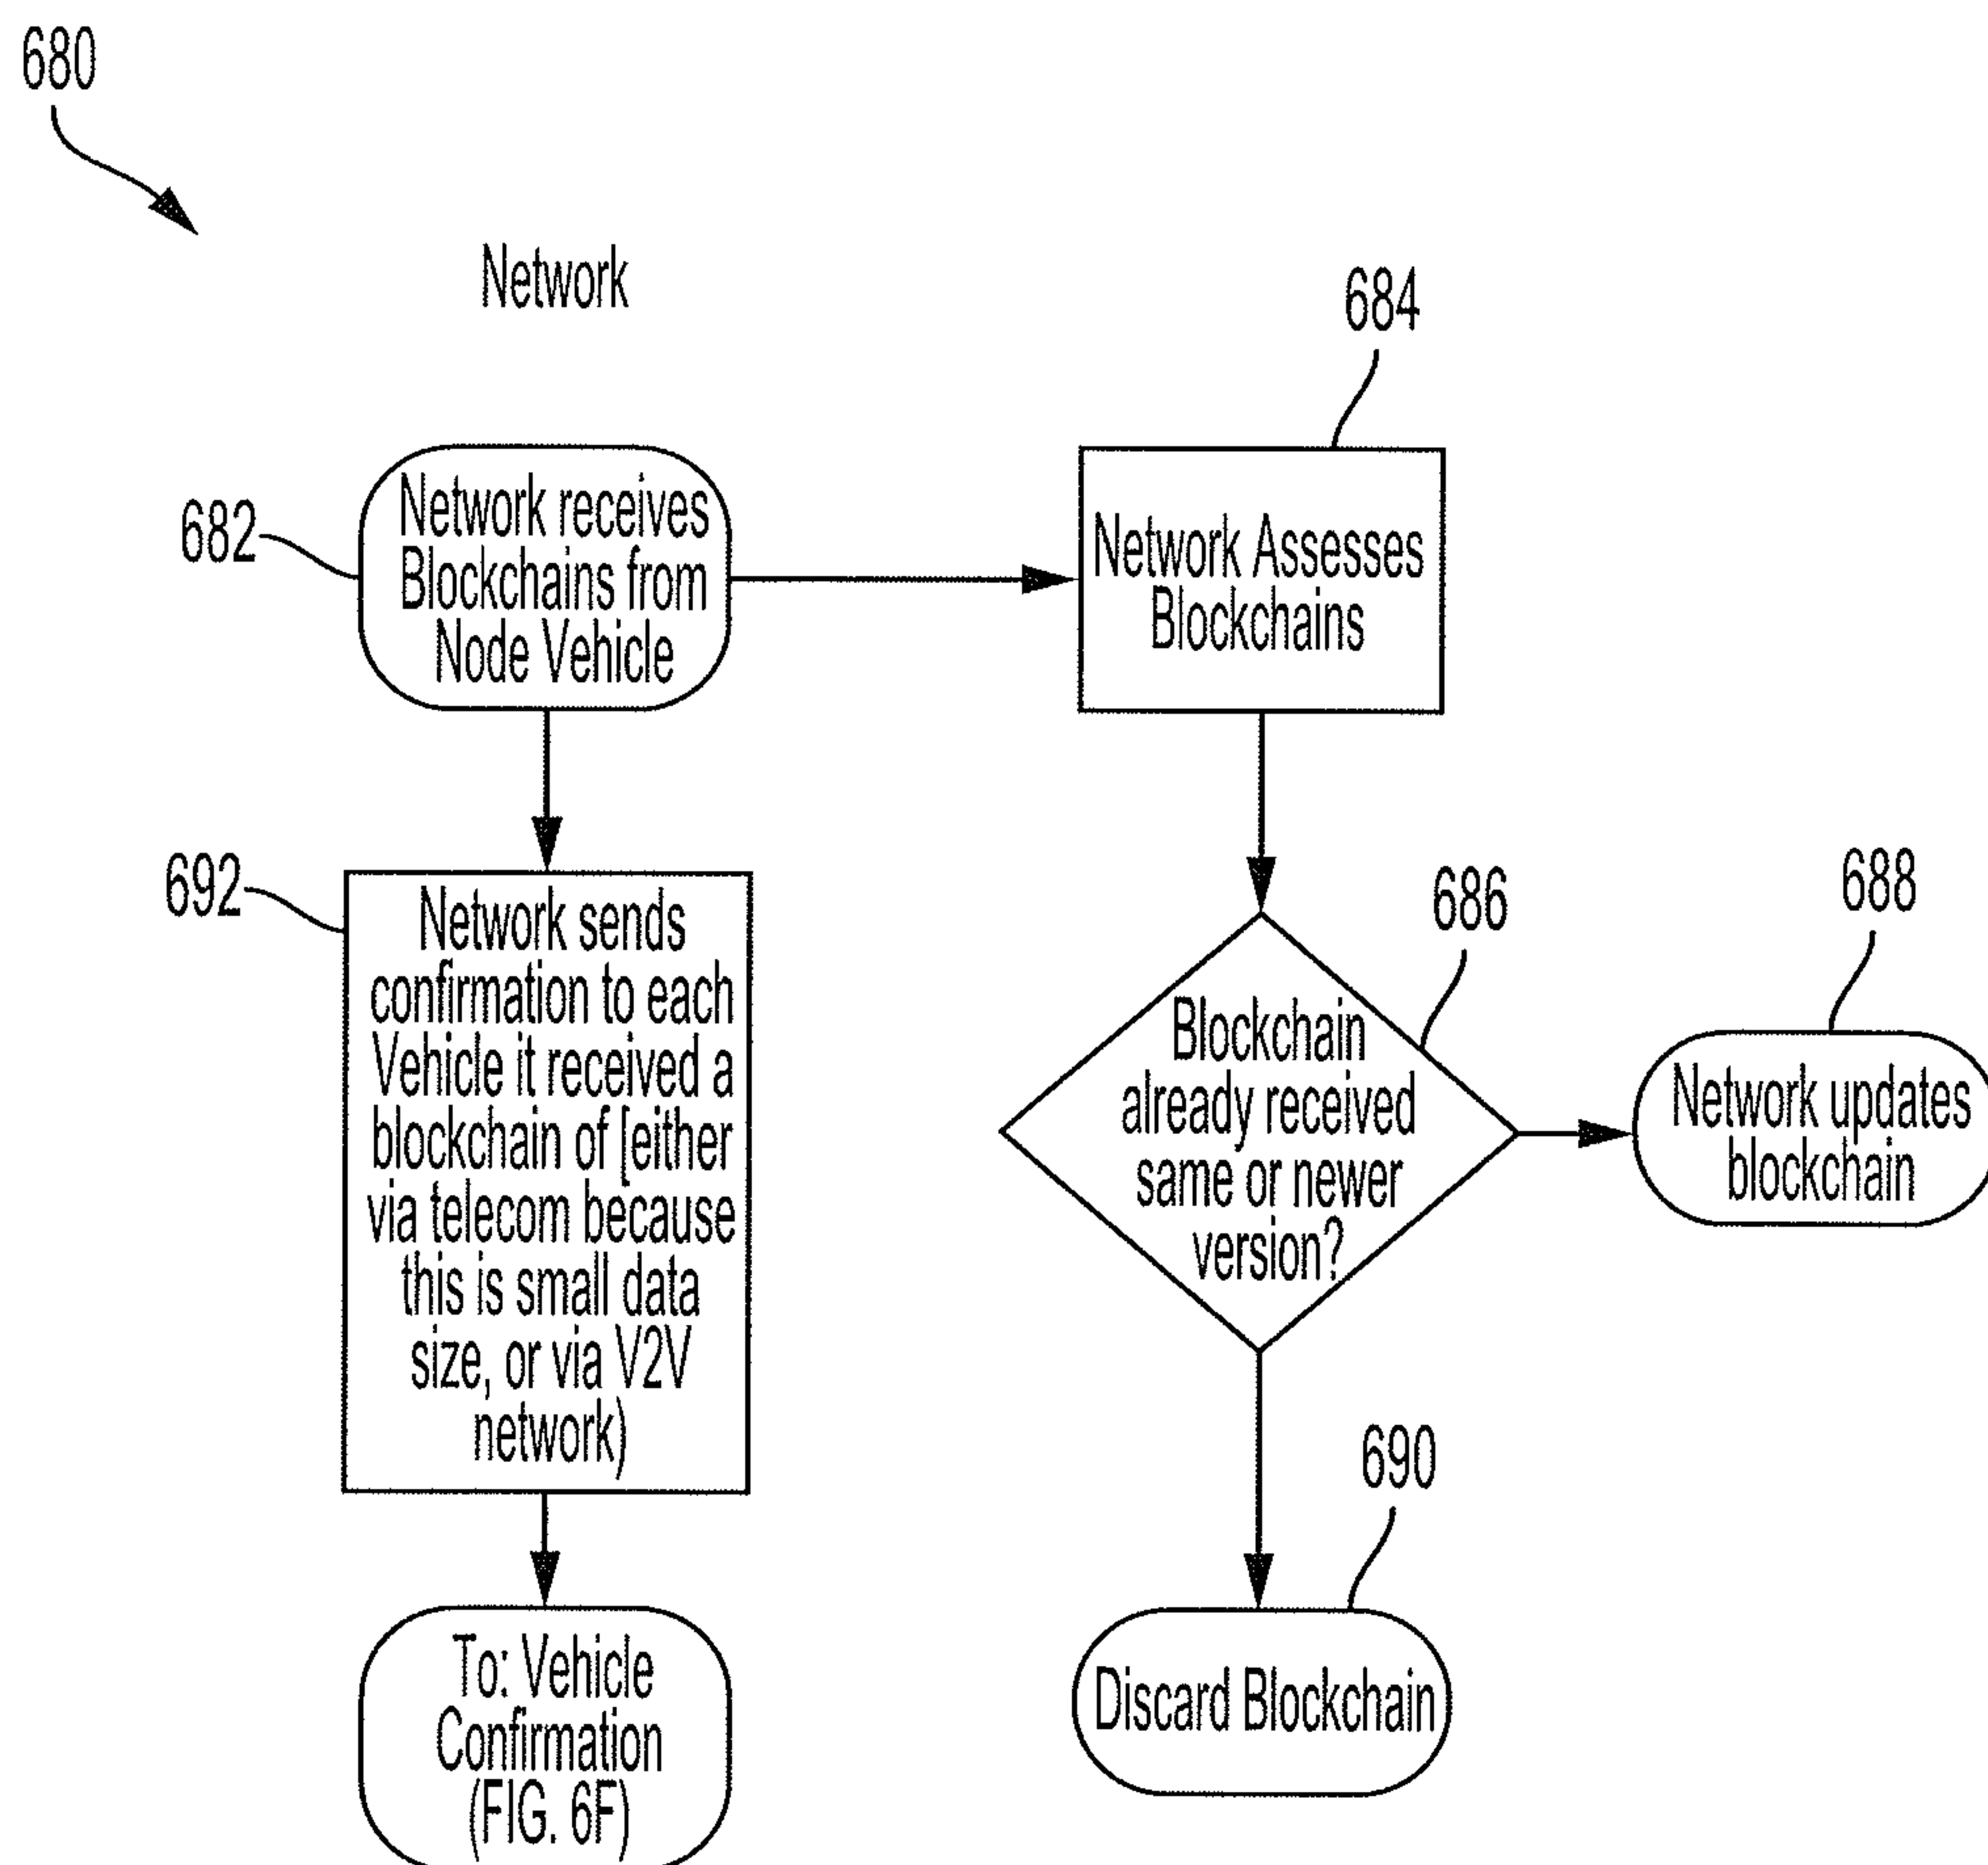 680
Network
684
682
Network receives
Blockchains from
Node Vehicle
Network Assesses
Blockchains
692
Network sends
confirmation to each
Vehicle it received a
blockchain of [either
via telecom because
this is small data
size, or via V2V
network)
686
Blockchain
already received
same or newer
version?
688
Network updates
blockchain
690
Discard Blockchain
To: Vehicle
Confirmation
(FIG. 6F)